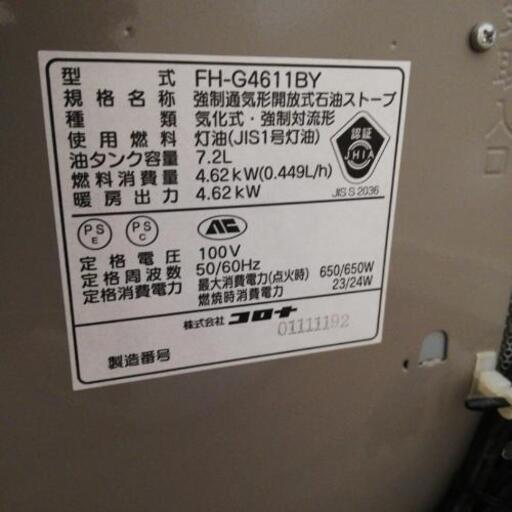 型 式 FH-G4611BY
規格名称 強制通気形開放式石油ストーブ
種 類 気化式・強制対流形
使用燃料 灯油(JIS1号灯油)
油タンク容量 7.2L
燃料消費量 4.62kW(0.449L/h)
暖房出力 4.62kW
認証
JHIA
JIS S 2036
PS
E
PS
C
定格電圧 100V
定格周波数 50/60Hz
定格消費電力 最大消費電力(点火時) 650/650W
燃焼時消費電力 23/24W
株式会社 コロナ
01111192
製造番号
取入口